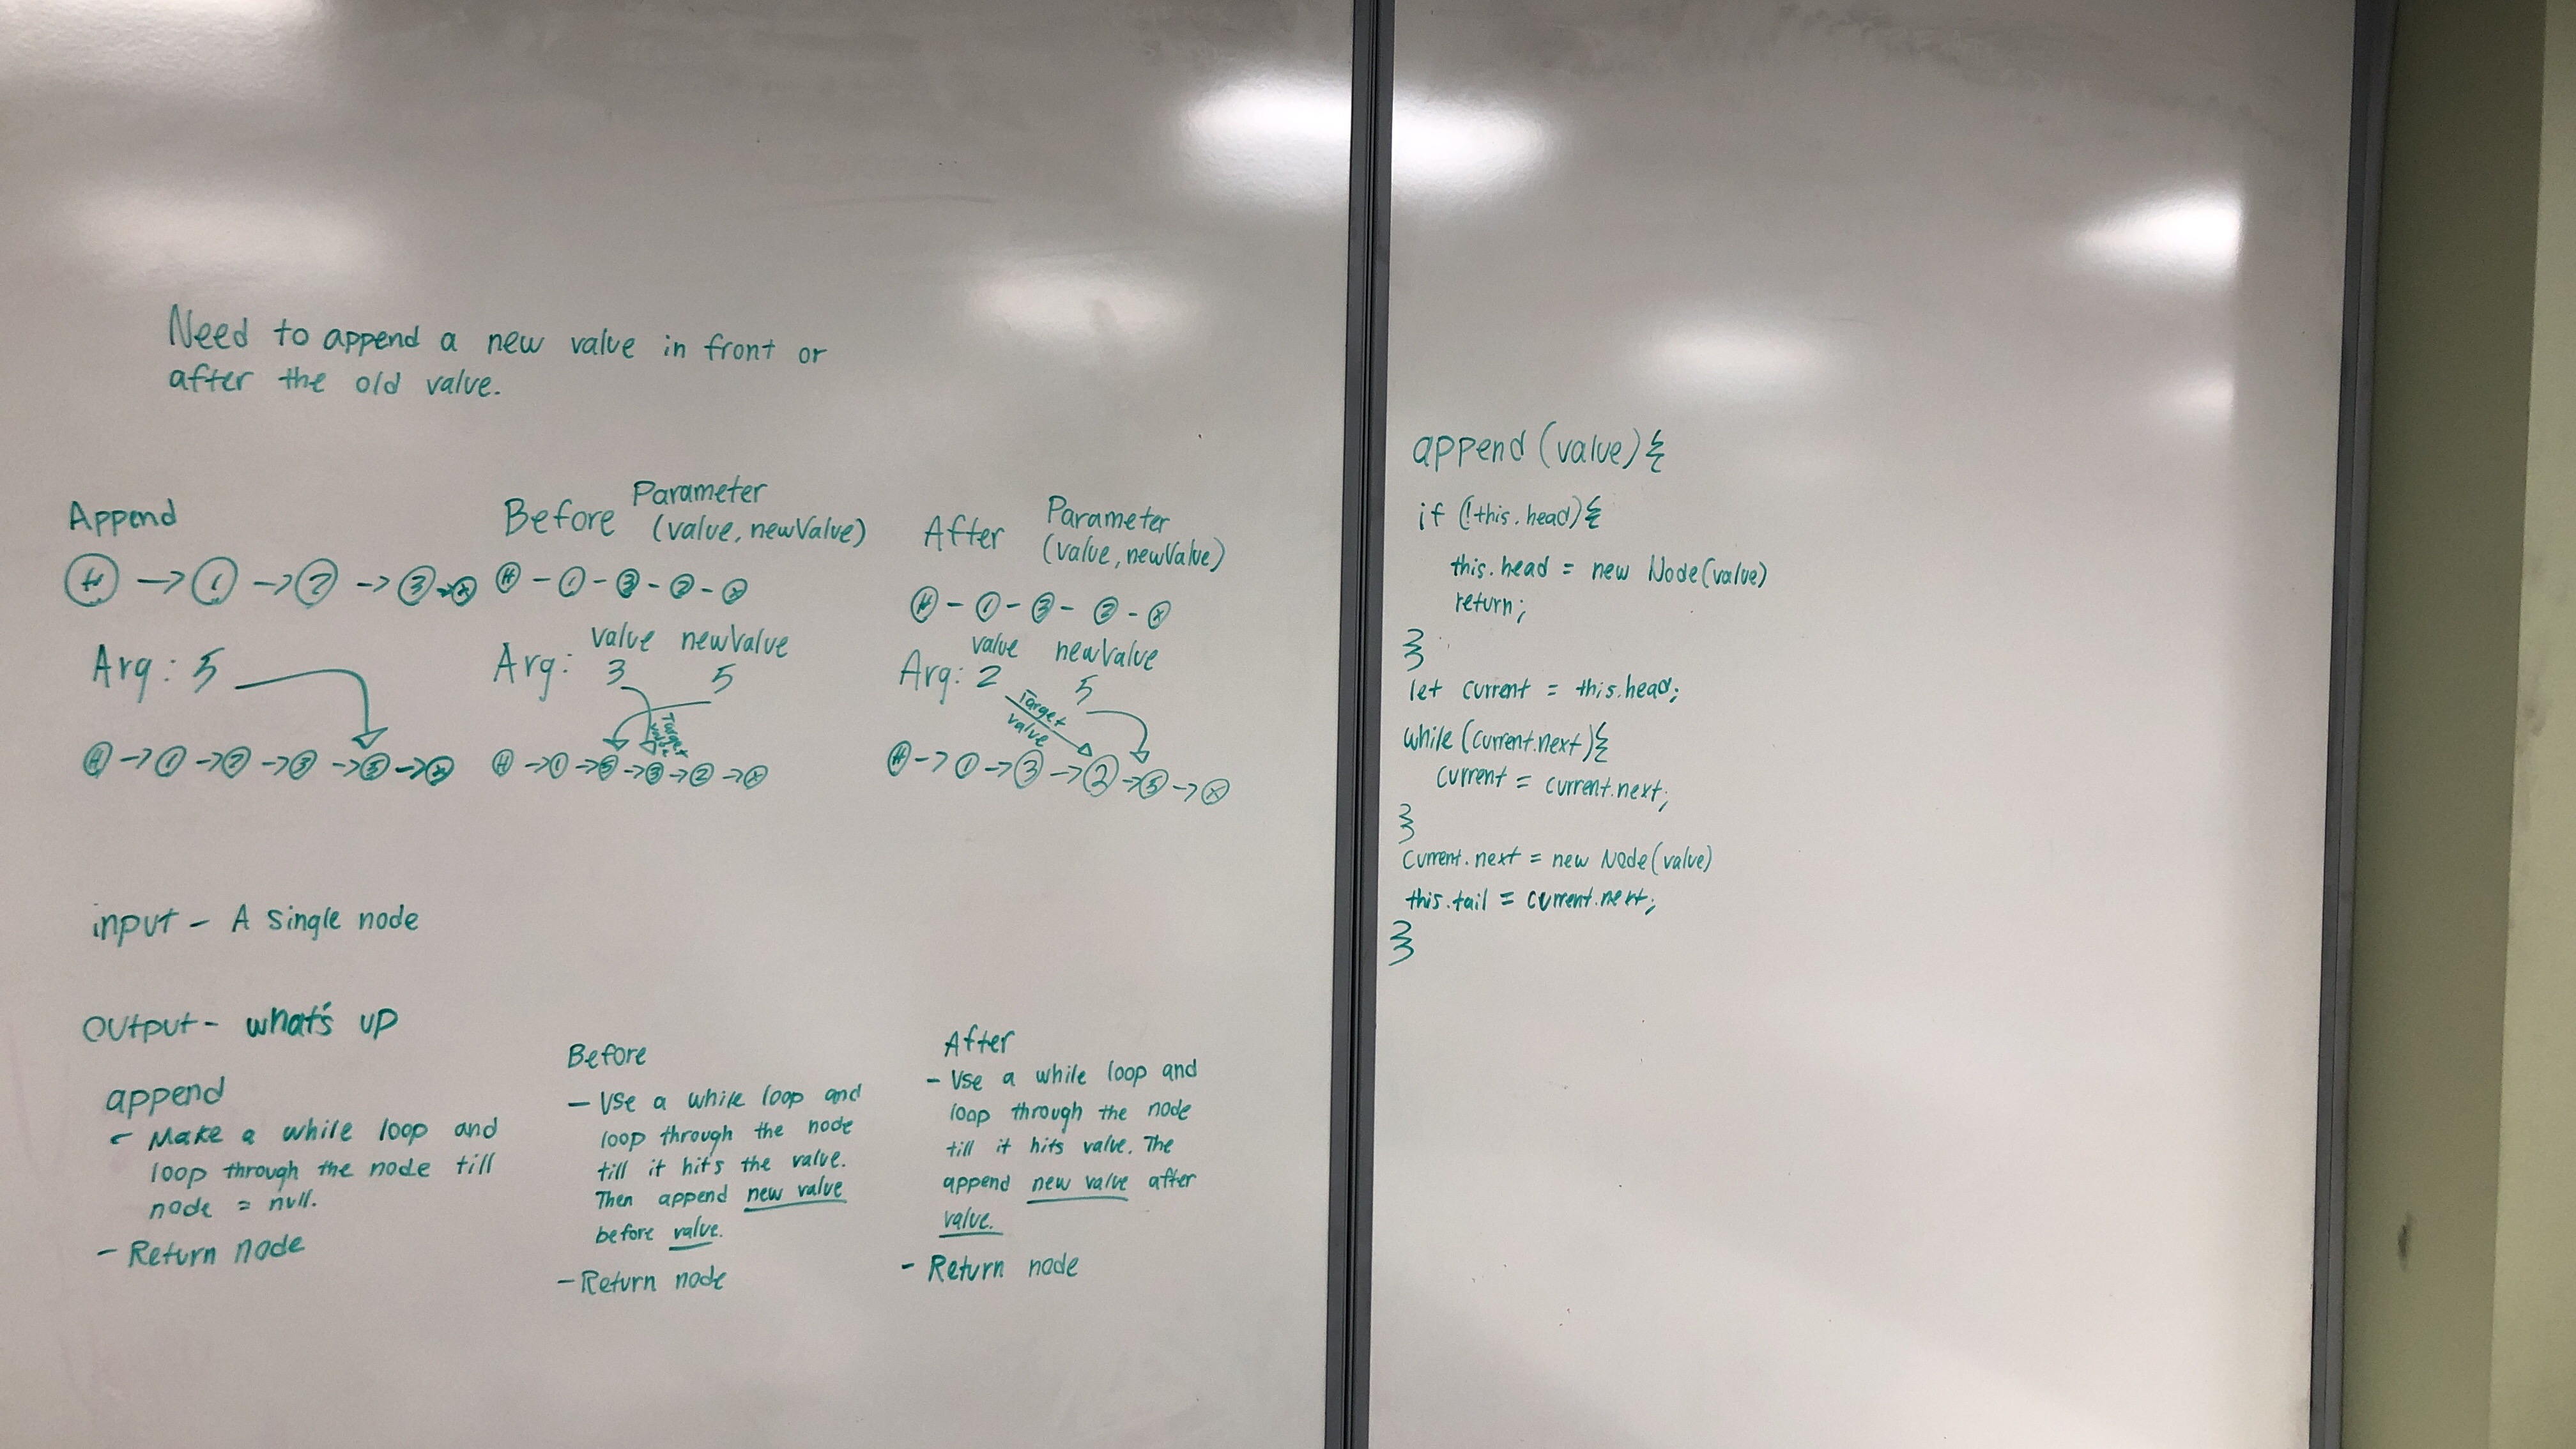 Need to append a new value in front or
after the old value.
Append
H → 1 → 2 → 3 → x
Arg: 5
H → 1 → 2 → 3 → 5 → x
Before Parameter
(value, newValue)
H - 1 - 3 - 2 - x
value newValue
Arg: 3 5
Target
H → 1 → 5 → 3 → 2 → x
After Parameter
(value, newValue)
H - 1 - 3 - 2 - x
value newValue
Arg: 2 5
Target
value
H → 1 → 3 → 2 → 5 → x
input - A single node
output - what's up
append
- Make a while loop and
loop through the node till
node = null.
- Return node
Before
- Use a while loop and
loop through the node
till it hits the value.
Then append new value
before value.
- Return node
After
- Use a while loop and
loop through the node
till it hits value. The
append new value after
value.
- Return node
append (value) {
if (!this.head) {
this.head = new Node(value)
return;
}
let current = this.head;
while (current.next) {
current = current.next;
}
current.next = new Node(value)
this.tail = current.next;
}